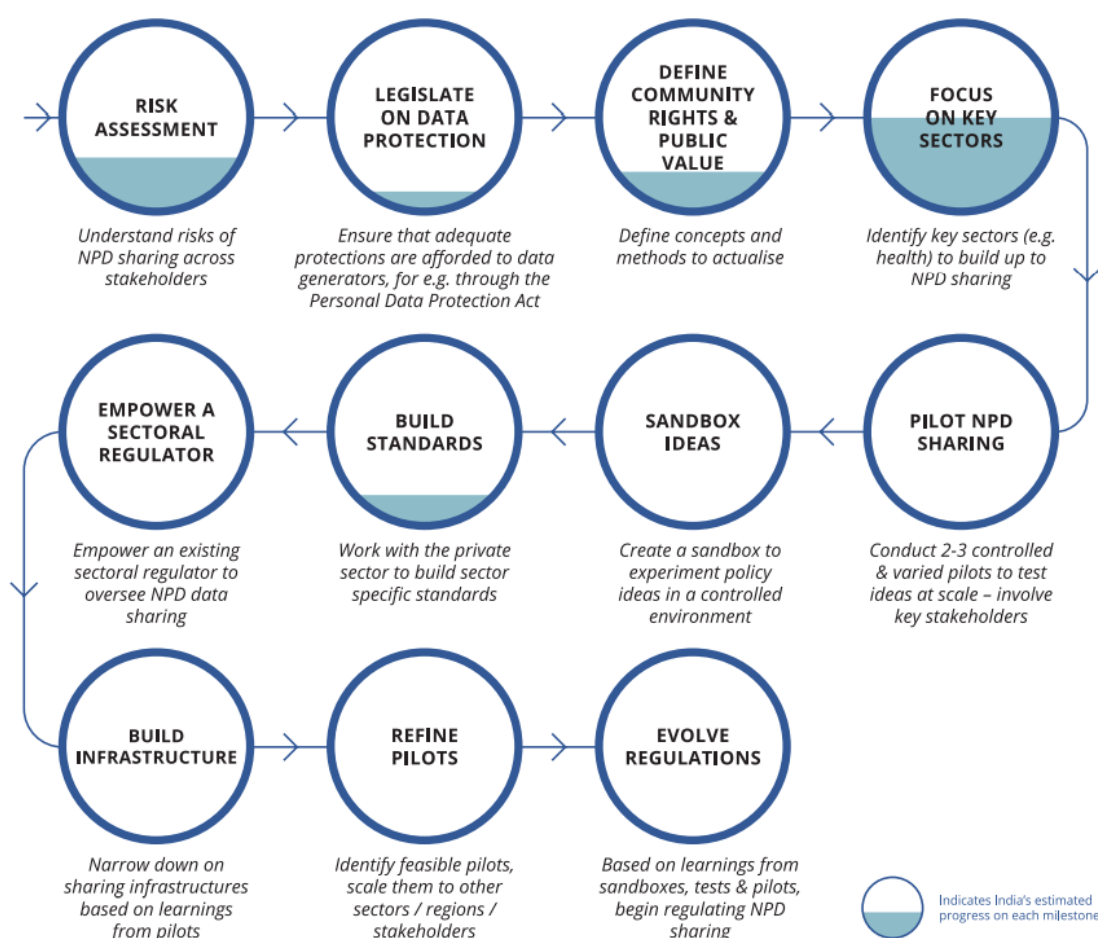 RISK
ASSESSMENT
Understand risks of
NPD sharing across
stakeholders
LEGISLATE
ON DATA
PROTECTION
Ensure that adequate
protections are afforded to data
generators, for e.g. through the
Personal Data Protection Act
DEFINE
COMMUNITY
RIGHTS &
PUBLIC
VALUE
Define concepts and
methods to actualise
FOCUS
ON KEY
SECTORS
Identify key sectors (e.g.
health) to build up to
NPD sharing
PILOT NPD
SHARING
Conduct 2-3 controlled
& varied pilots to test
ideas at scale – involve
key stakeholders
SANDBOX
IDEAS
Create a sandbox to
experiment policy
ideas in a controlled
environment
BUILD
STANDARDS
Work with the private
sector to build sector
specific standards
EMPOWER A
SECTORAL
REGULATOR
Empower an existing
sectoral regulator to
oversee NPD data
sharing
BUILD
INFRASTRUCTURE
Narrow down on
sharing infrastructures
based on learnings
from pilots
REFINE
PILOTS
Identify feasible pilots,
scale them to other
sectors / regions /
stakeholders
EVOLVE
REGULATIONS
Based on learnings from
sandboxes, tests & pilots,
begin regulating NPD
sharing
Indicates India's estimated
progress on each milestone